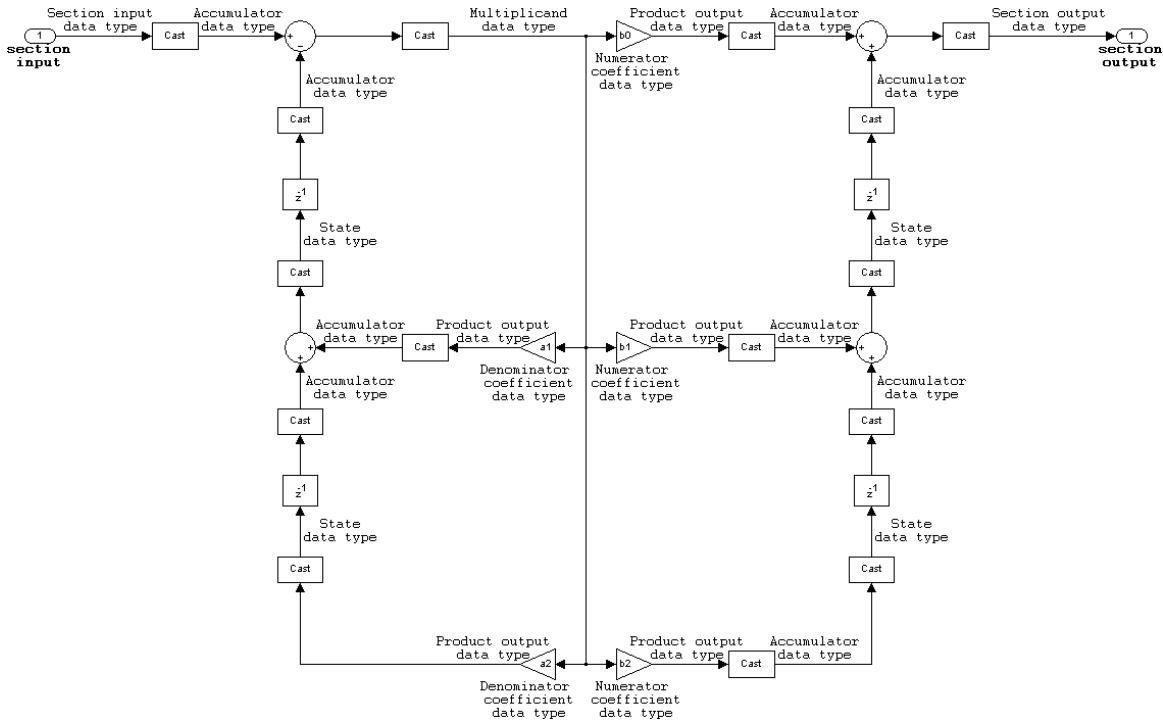 Section input
data type
Accumulator
data type
Multiplicand
data type
Product output
data type
Accumulator
data type
Section output
data type
1
Cast
+
−
Cast
b0
Cast
+
+
Cast
1
section
input
section
output
Numerator
coefficient
data type
Accumulator
data type
Accumulator
data type
Cast
Cast
z-1
z-1
State
data type
State
data type
Cast
Cast
Accumulator
data type
Product output
data type
Product output
data type
Accumulator
data type
+
+
Cast
a1
b1
Cast
+
+
Denominator
coefficient
data type
Numerator
coefficient
data type
Accumulator
data type
Accumulator
data type
Cast
Cast
z-1
z-1
State
data type
State
data type
Cast
Cast
Product output
data type
Product output
data type
Accumulator
data type
a2
b2
Cast
Denominator
coefficient
data type
Numerator
coefficient
data type